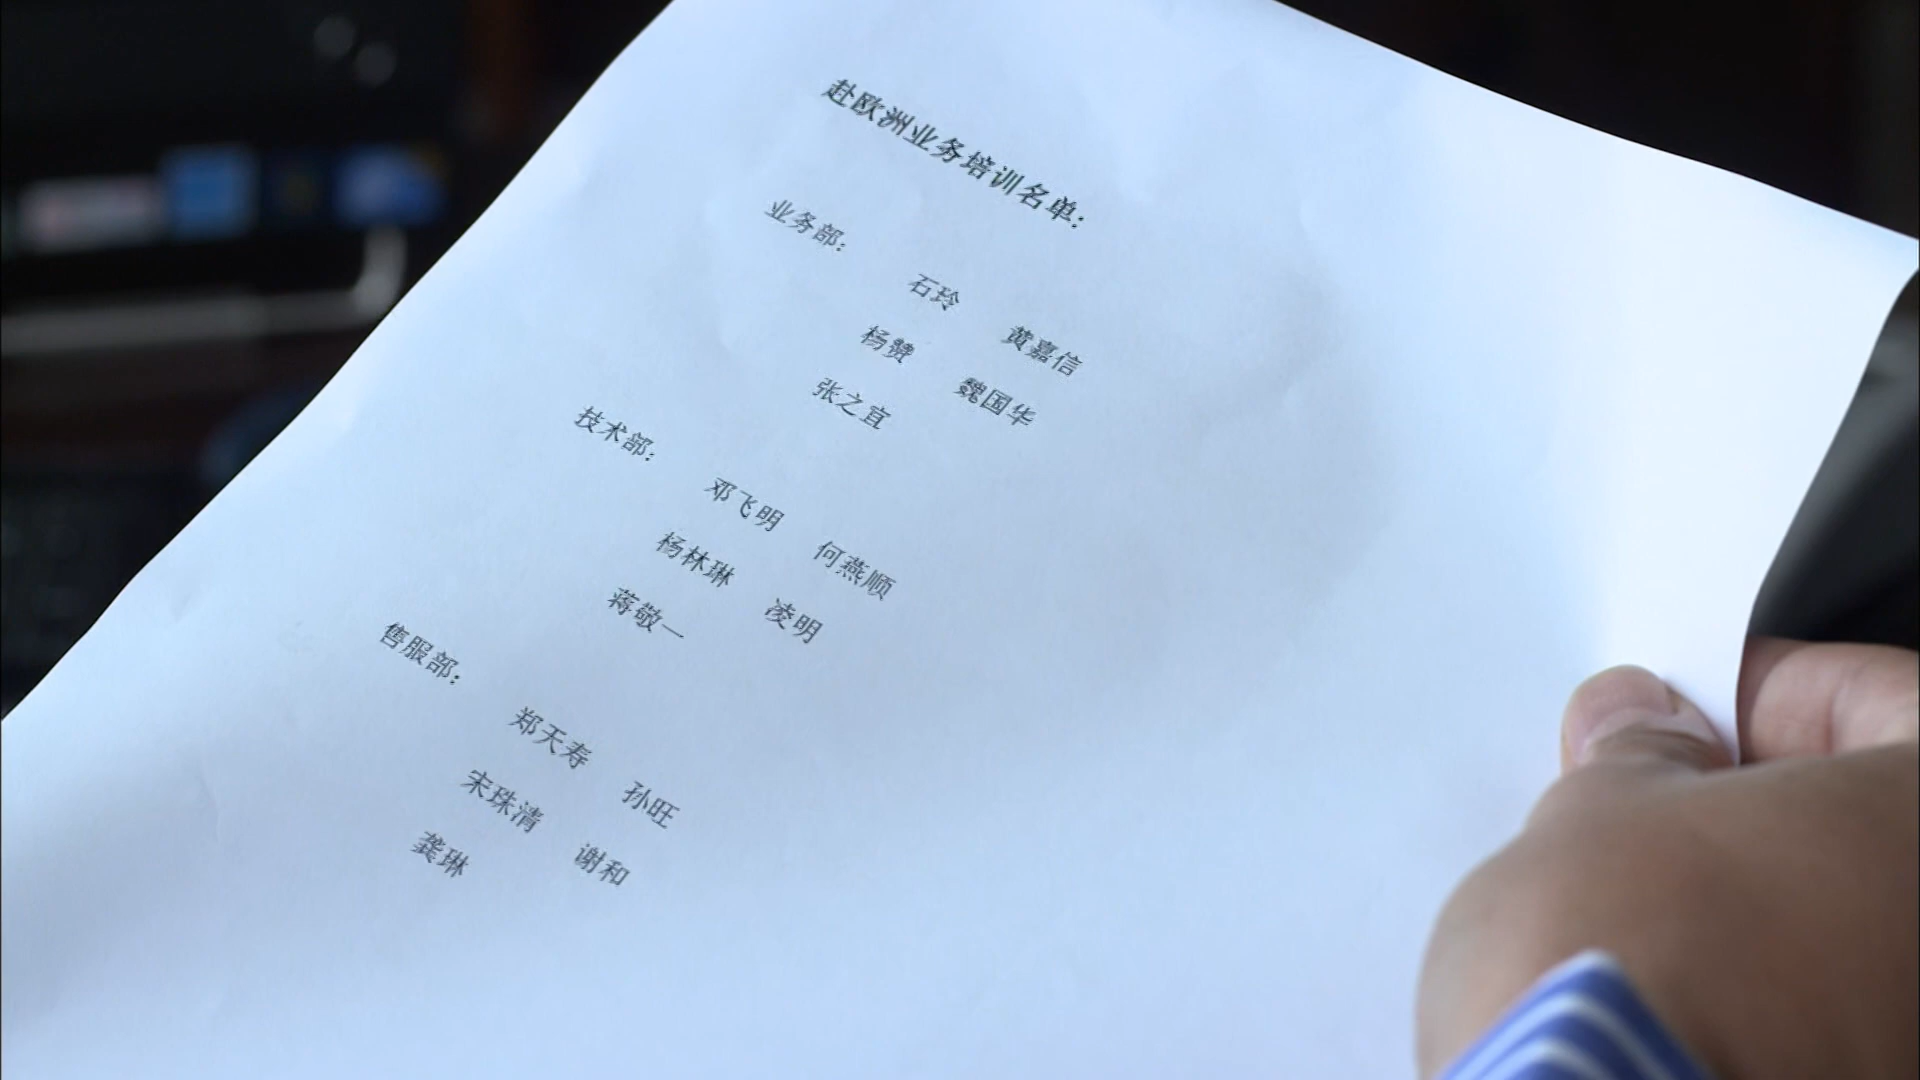 赴欧洲业务培训名单：
业务部：
石玲 黄嘉信
杨赞 魏国华
张之宜
技术部：
邓飞明 何燕顺
杨林琳 凌明
蒋敬一
售服部：
郑天寿 孙旺
宋珠清 谢和
龚琳